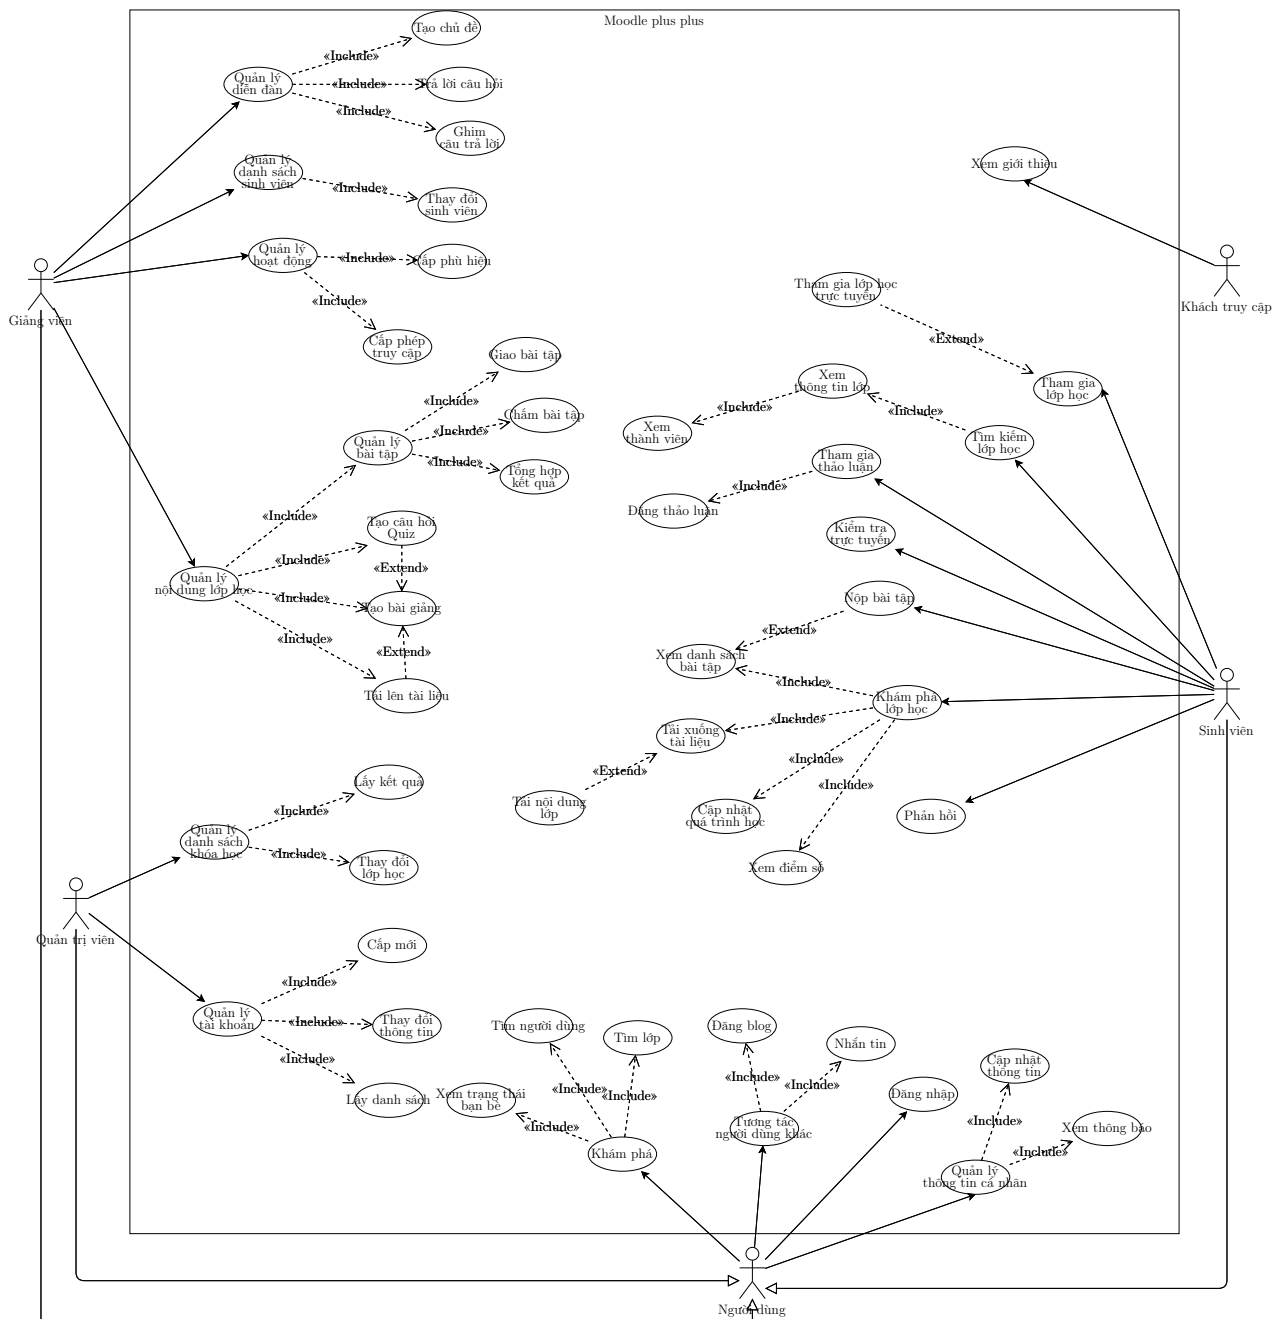 Moodle plus plus
Tạo chủ đề
«Include»
Quản lý
diễn đàn
«Include»
Trả lời câu hỏi
«Include»
Ghim
câu trả lời
Quản lý
danh sách
sinh viên
«Include»
Thay đổi
sinh viên
Xem giới thiệu
Quản lý
hoạt động
«Include»
Cấp phù hiệu
«Include»
Cấp phép
truy cập
Giảng viên
Khách truy cập
Tham gia lớp học
trực tuyến
«Extend»
Tham gia
lớp học
Giao bài tập
«Include»
Chấm bài tập
«Include»
Quản lý
bài tập
«Include»
Tổng hợp
kết quả
Xem
thông tin lớp
«Include»
Xem
thành viên
«Include»
Tìm kiếm
lớp học
Tham gia
thảo luận
«Include»
Đăng thảo luận
«Include»
Tạo câu hỏi
Quiz
«Include»
«Extend»
Quản lý
nội dung lớp học
«Include»
Tạo bài giảng
«Include»
«Extend»
Tải lên tài liệu
Kiểm tra
trực tuyến
Nộp bài tập
«Extend»
Xem danh sách
bài tập
«Include»
Khám phá
lớp học
«Include»
Tải xuống
tài liệu
«Extend»
Tải nội dung
lớp
«Include»
Cập nhật
quá trình học
«Include»
Xem điểm số
Phản hồi
Sinh viên
Lấy kết quả
«Include»
Quản lý
danh sách
khóa học
«Include»
Thay đổi
lớp học
Quản trị viên
Cấp mới
«Include»
Quản lý
tài khoản
«Include»
Thay đổi
thông tin
«Include»
Lấy danh sách
Tìm người dùng
Tìm lớp
«Include»
«Include»
Xem trạng thái
bạn bè
«Include»
Khám phá
Đăng blog
«Include»
Nhắn tin
«Include»
Tương tác
người dùng khác
Đăng nhập
Cập nhật
thông tin
«Include»
Xem thông báo
«Include»
Quản lý
thông tin cá nhân
Người dùng